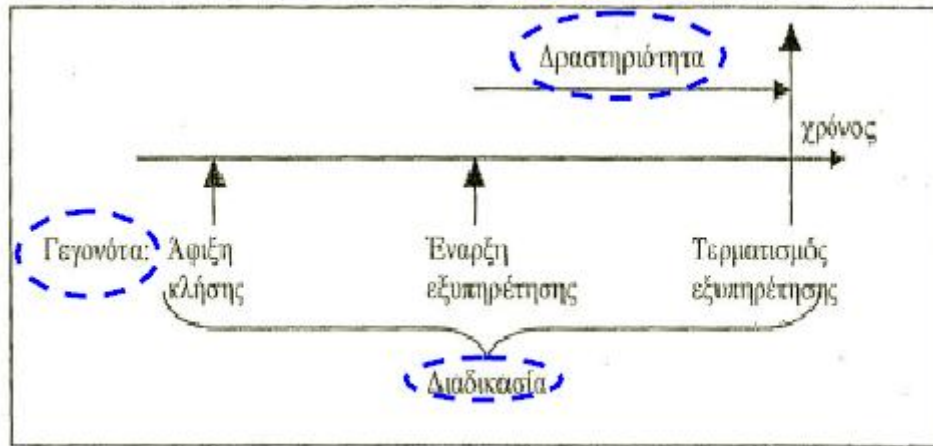 Δραστηριότητα
χρόνος
Γεγονότα: Άφιξη κλήσης
Έναρξη εξυπηρέτησης
Τερματισμός εξυπηρέτησης
Διαδικασία